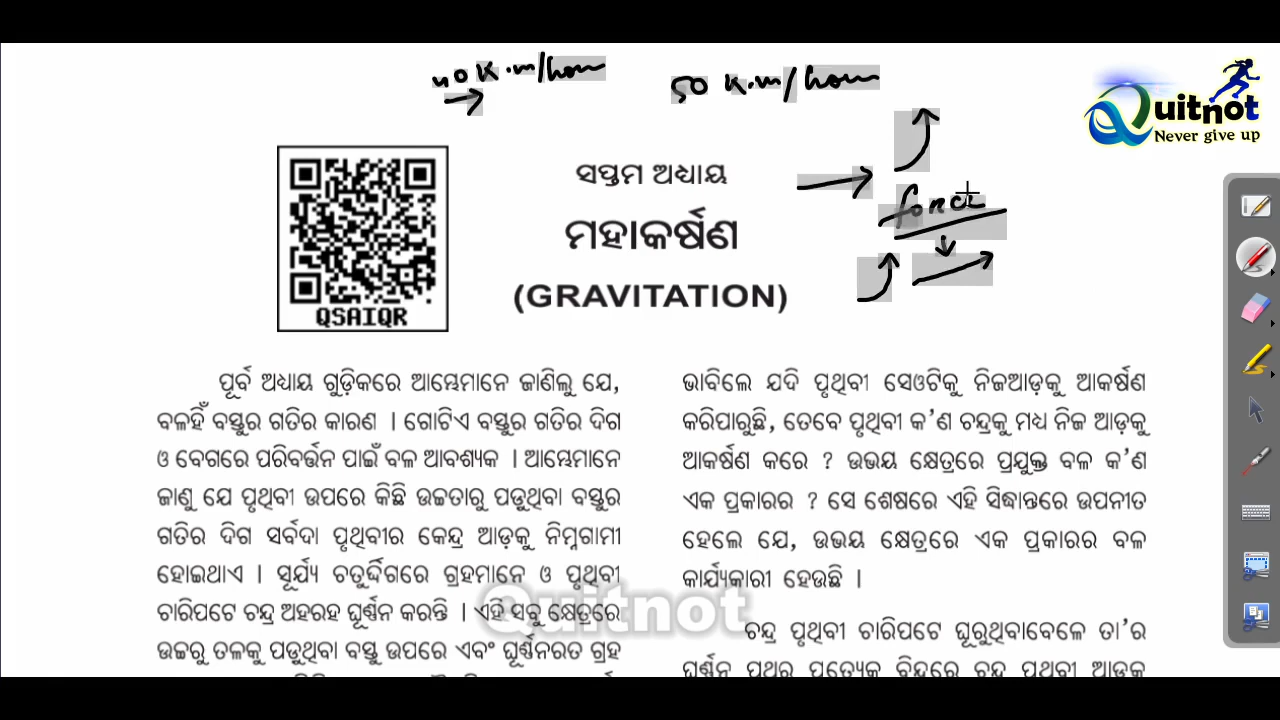 40 K.m/hour
50 K.m/hour
Quitnot
Never give up
QSAIQR
ସପ୍ତମ ଅଧ୍ୟାୟ
ମହାକର୍ଷଣ
(GRAVITATION)
force
ପୂର୍ବ ଅଧ୍ୟାୟ ଗୁଡ଼ିକରେ ଆମ୍ଭେମାନେ ଜାଣିଲୁ ଯେ,
ବଳହିଁ ବସ୍ତୁର ଗତିର କାରଣ । ଗୋଟିଏ ବସ୍ତୁର ଗତିର ଦିଗ
ଓ ବେଗରେ ପରିବର୍ତ୍ତନ ପାଇଁ ବଳ ଆବଶ୍ୟକ । ଆମ୍ଭେମାନେ
ଜାଣୁ ଯେ ପୃଥିବୀ ଉପରେ କିଛି ଉଚ୍ଚତାରୁ ପଡୁଥିବା ବସ୍ତୁର
ଗତିର ଦିଗ ସର୍ବଦା ପୃଥିବୀର କେନ୍ଦ୍ର ଆଡ଼କୁ ନିମ୍ନଗାମୀ
ହୋଇଥାଏ । ସୂର୍ଯ୍ୟ ଚତୁର୍ଦ୍ଦିଗରେ ଗ୍ରହମାନେ ଓ ପୃଥିବୀ
ଚାରିପଟେ ଚନ୍ଦ୍ର ଅହରହ ଘୂର୍ଣ୍ଣନ କରନ୍ତି । ଏହି ସବୁ କ୍ଷେତ୍ରରେ
ଉଚ୍ଚରୁ ତଳକୁ ପଡୁଥିବା ବସ୍ତୁ ଉପରେ ଏବଂ ଘୂର୍ଣ୍ଣନରତ ଗ୍ରହ
ଭାବିଲେ ଯଦି ପୃଥିବୀ ସେଓଟିକୁ ନିଜଆଡ଼କୁ ଆକର୍ଷଣ
କରିପାରୁଛି, ତେବେ ପୃଥିବୀ କ'ଣ ଚନ୍ଦ୍ରକୁ ମଧ୍ୟ ନିଜ ଆଡ଼କୁ
ଆକର୍ଷଣ କରେ ? ଉଭୟ କ୍ଷେତ୍ରରେ ପ୍ରଯୁକ୍ତ ବଳ କ'ଣ
ଏକ ପ୍ରକାରର ? ସେ ଶେଷରେ ଏହି ସିଦ୍ଧାନ୍ତରେ ଉପନୀତ
ହେଲେ ଯେ, ଉଭୟ କ୍ଷେତ୍ରରେ ଏକ ପ୍ରକାରର ବଳ
କାର୍ଯ୍ୟକାରୀ ହେଉଛି ।
ଚନ୍ଦ୍ର ପୃଥିବୀ ଚାରିପଟେ ଘୂରୁଥିବାବେଳେ ତା'ର
ଘୂର୍ଣ୍ଣନ ପଥର ପ୍ରତ୍ୟେକ ବିନ୍ଦୁରେ ଚନ୍ଦ୍ର ପୃଥିବୀ ଆଡ଼କୁ
Quitnot